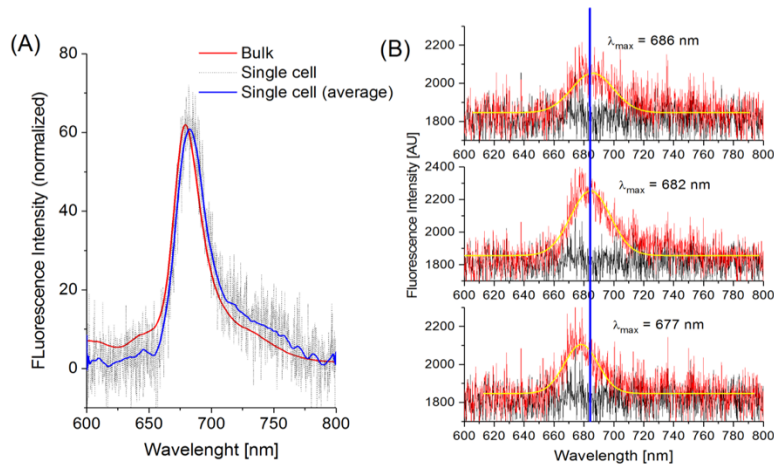 (A)
Bulk
Single cell
Single cell (average)
FLuorescence Intensity (normalized)
80
60
40
20
0
600 650 700 750 800
Wavelenght [nm]
(B)
Fluorescence Intensity [AU]
λmax = 686 nm
2200
2000
1800
600 620 640 660 680 700 720 740 760 780 800
λmax = 682 nm
2400
2200
2000
1800
600 620 640 660 680 700 720 740 760 780 800
λmax = 677 nm
2200
2000
1800
600 620 640 660 680 700 720 740 760 780 800
Wavelength [nm]